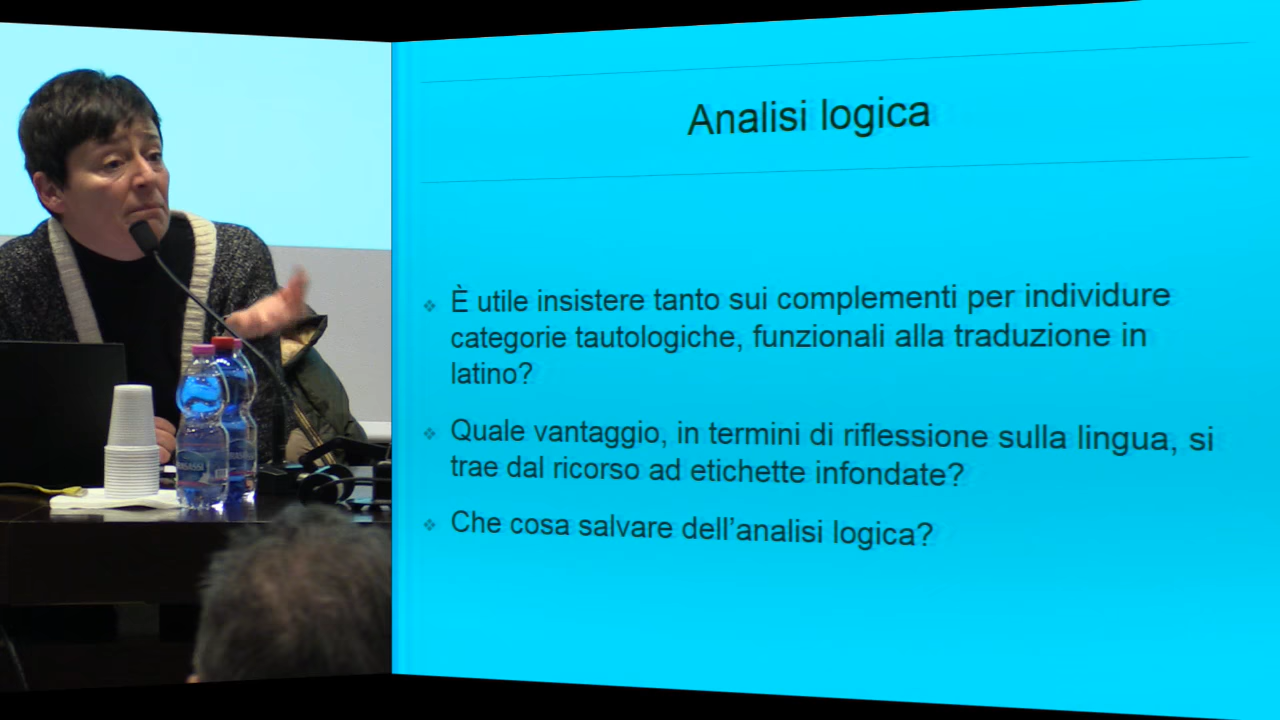 Analisi logica
È utile insistere tanto sui complementi per individure
categorie tautologiche, funzionali alla traduzione in
latino?
Quale vantaggio, in termini di riflessione sulla lingua, si
trae dal ricorso ad etichette infondate?
Che cosa salvare dell’analisi logica?